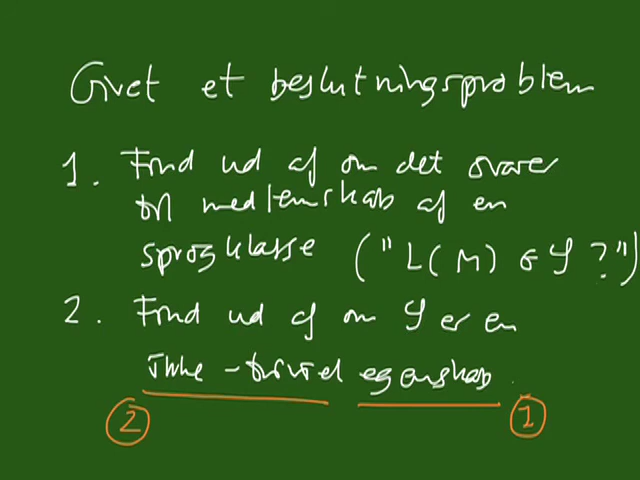 Givet et beslutningsproblem
1. Find ud af om det svarer
til medlemskab af en
sprogklasse ("L(M) ∈ 𝒮 ?")
2. Find ud af om 𝒮 er en
ikke-triviel egenskab.
② ①